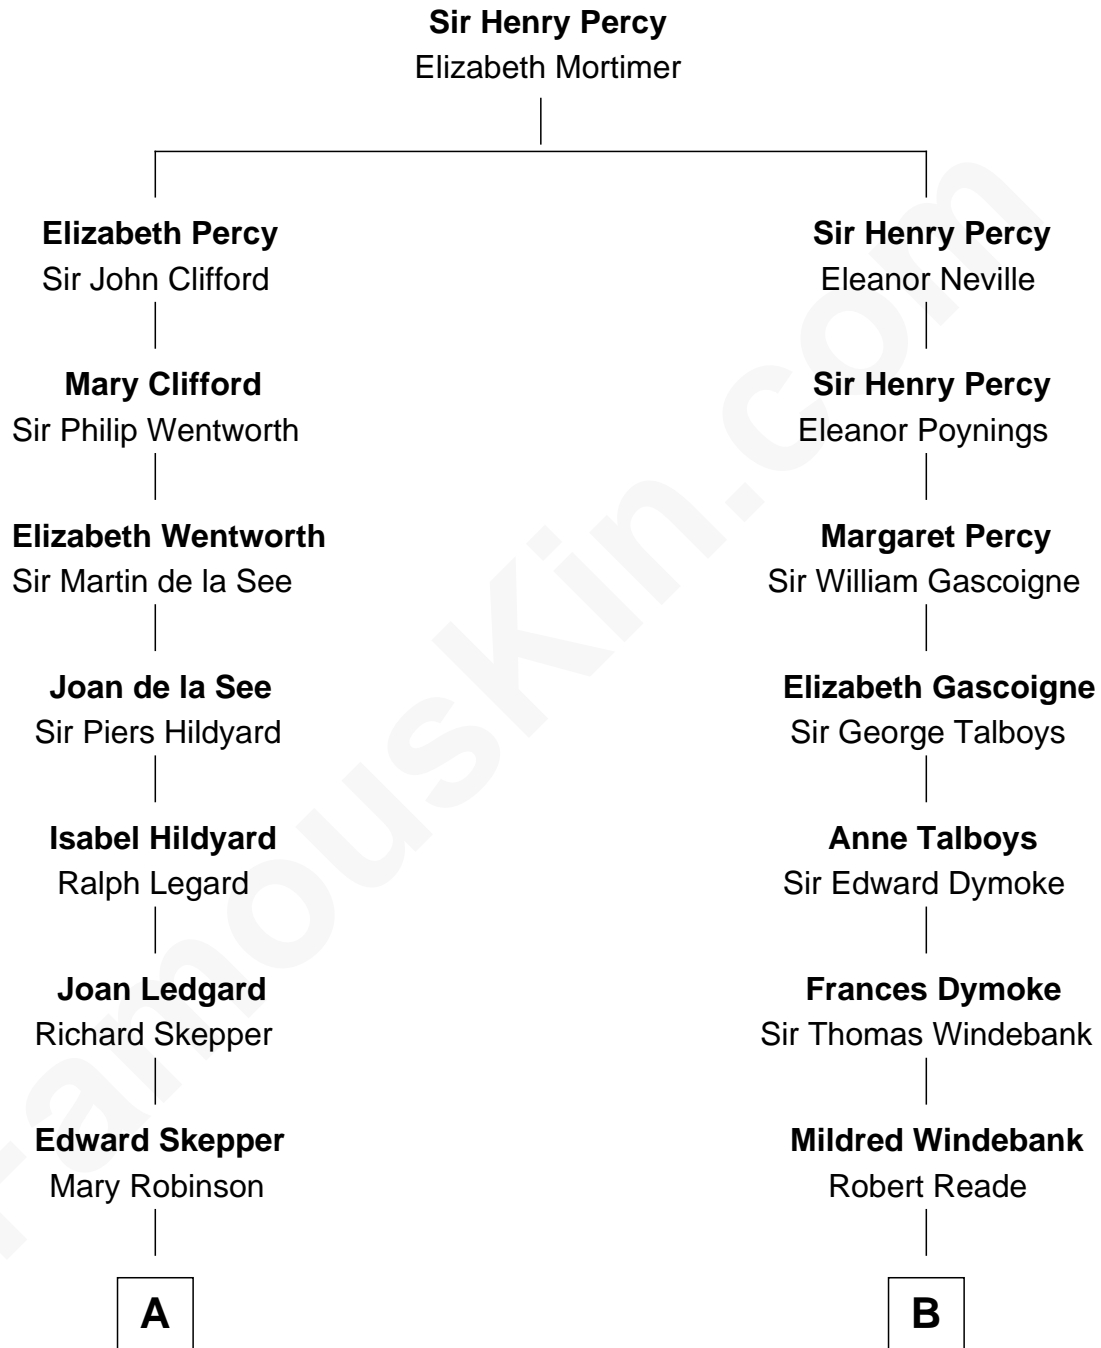 Sir Henry Percy
Elizabeth Mortimer
Elizabeth Percy
Sir John Clifford
Sir Henry Percy
Eleanor Neville
Mary Clifford
Sir Philip Wentworth
Sir Henry Percy
Eleanor Poynings
Elizabeth Wentworth
Sir Martin de la See
Margaret Percy
Sir William Gascoigne
Joan de la See
Sir Piers Hildyard
Elizabeth Gascoigne
Sir George Talboys
Isabel Hildyard
Ralph Legard
Anne Talboys
Sir Edward Dymoke
Joan Ledgard
Richard Skepper
Frances Dymoke
Sir Thomas Windebank
Edward Skepper
Mary Robinson
Mildred Windebank
Robert Reade
A
B
FamousKin.com